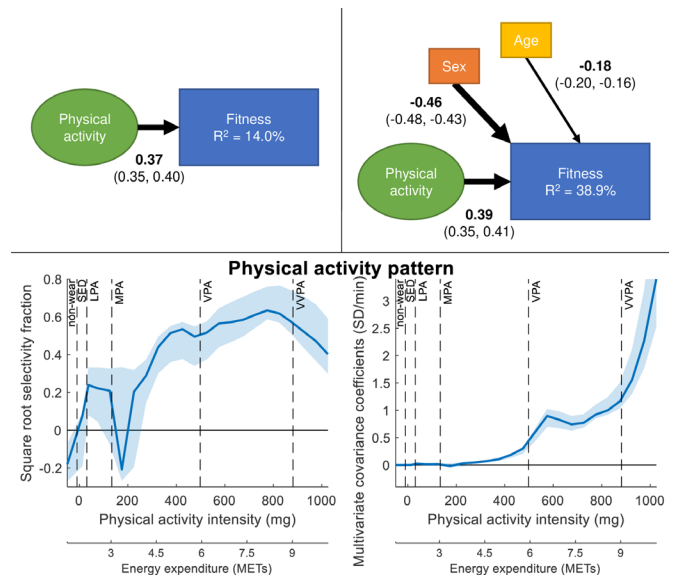 Physical
activity
Fitness
R² = 14.0%
0.37
(0.35, 0.40)
Sex
Age
-0.46
(-0.48, -0.43)
-0.18
(-0.20, -0.16)
Physical
activity
Fitness
R² = 38.9%
0.39
(0.35, 0.41)
Physical activity pattern
Square root selectivity fraction
0.8
0.6
0.4
0.2
0
-0.2
non-wear
SED
LPA
MPA
VPA
VVPA
0 200 400 600 800 1000
Physical activity intensity (mg)
3 4.5 6 7.5 9
Energy expenditure (METs)
Multivariate covariance coefficients (SD/min)
3
2.5
2
1.5
1
0.5
0
non-wear
SED
LPA
MPA
VPA
VVPA
0 200 400 600 800 1000
Physical activity intensity (mg)
3 4.5 6 7.5 9
Energy expenditure (METs)